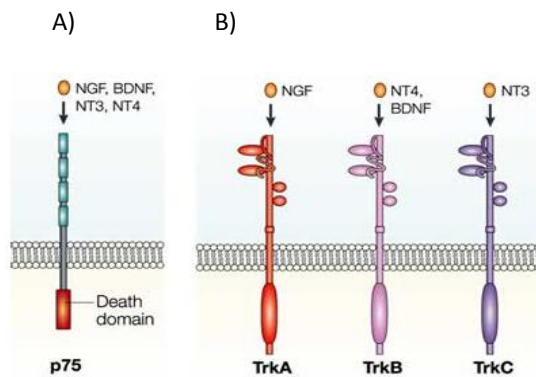 A)
B)
NGF, BDNF,
NT3, NT4
NGF
NT4,
BDNF
NT3
Death
domain
p75
TrkA
TrkB
TrkC